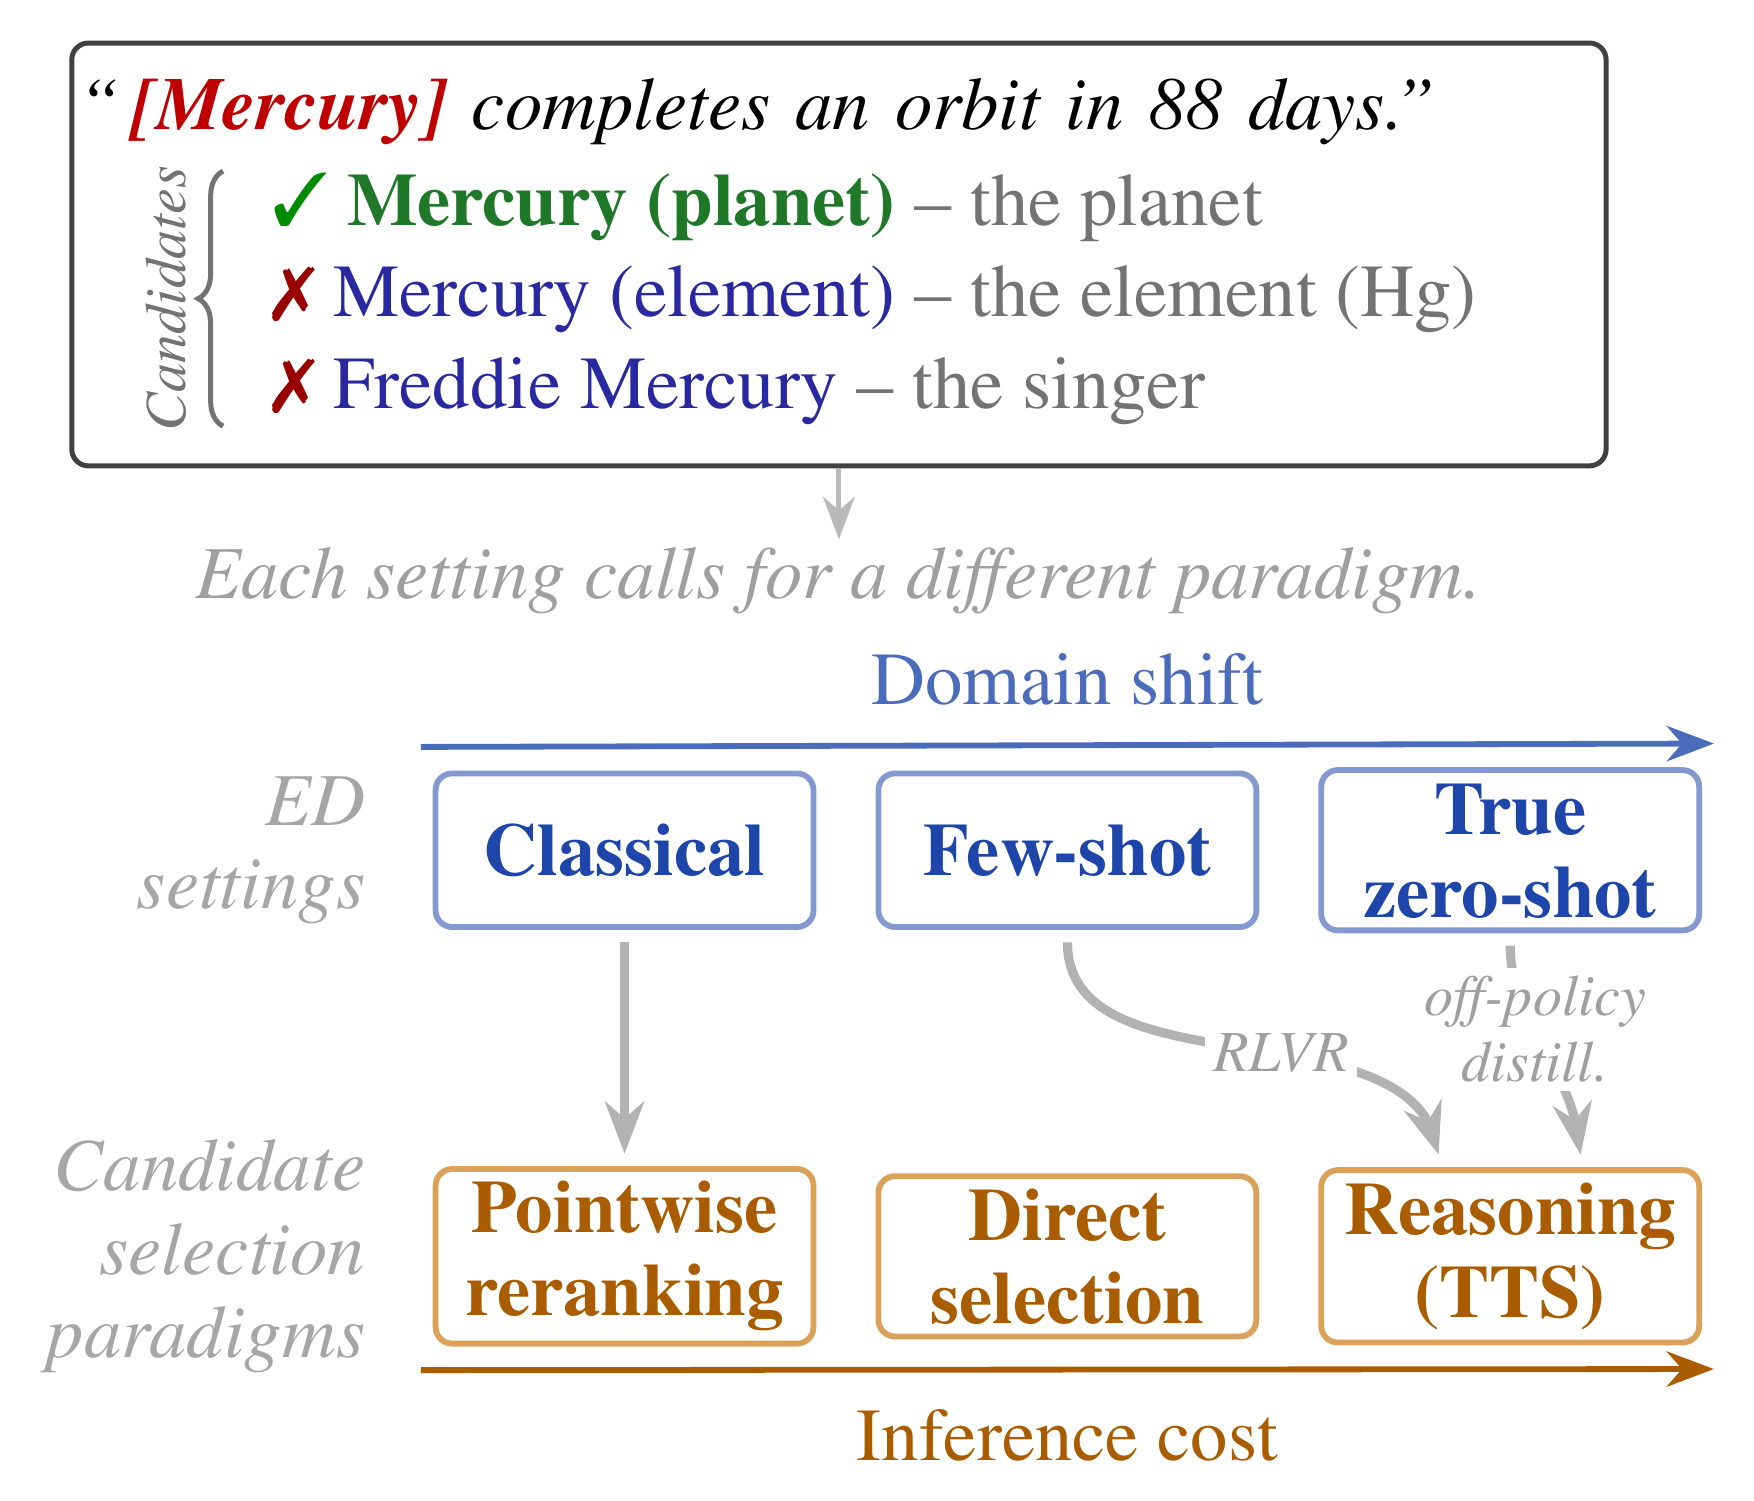 “[Mercury] completes an orbit in 88 days.”
Candidates
✓ Mercury (planet) – the planet
✗ Mercury (element) – the element (Hg)
✗ Freddie Mercury – the singer
Each setting calls for a different paradigm.
Domain shift
ED
settings
Classical
Few-shot
True
zero-shot
RLVR
off-policy
distill.
Candidate
selection
paradigms
Pointwise
reranking
Direct
selection
Reasoning
(TTS)
Inference cost